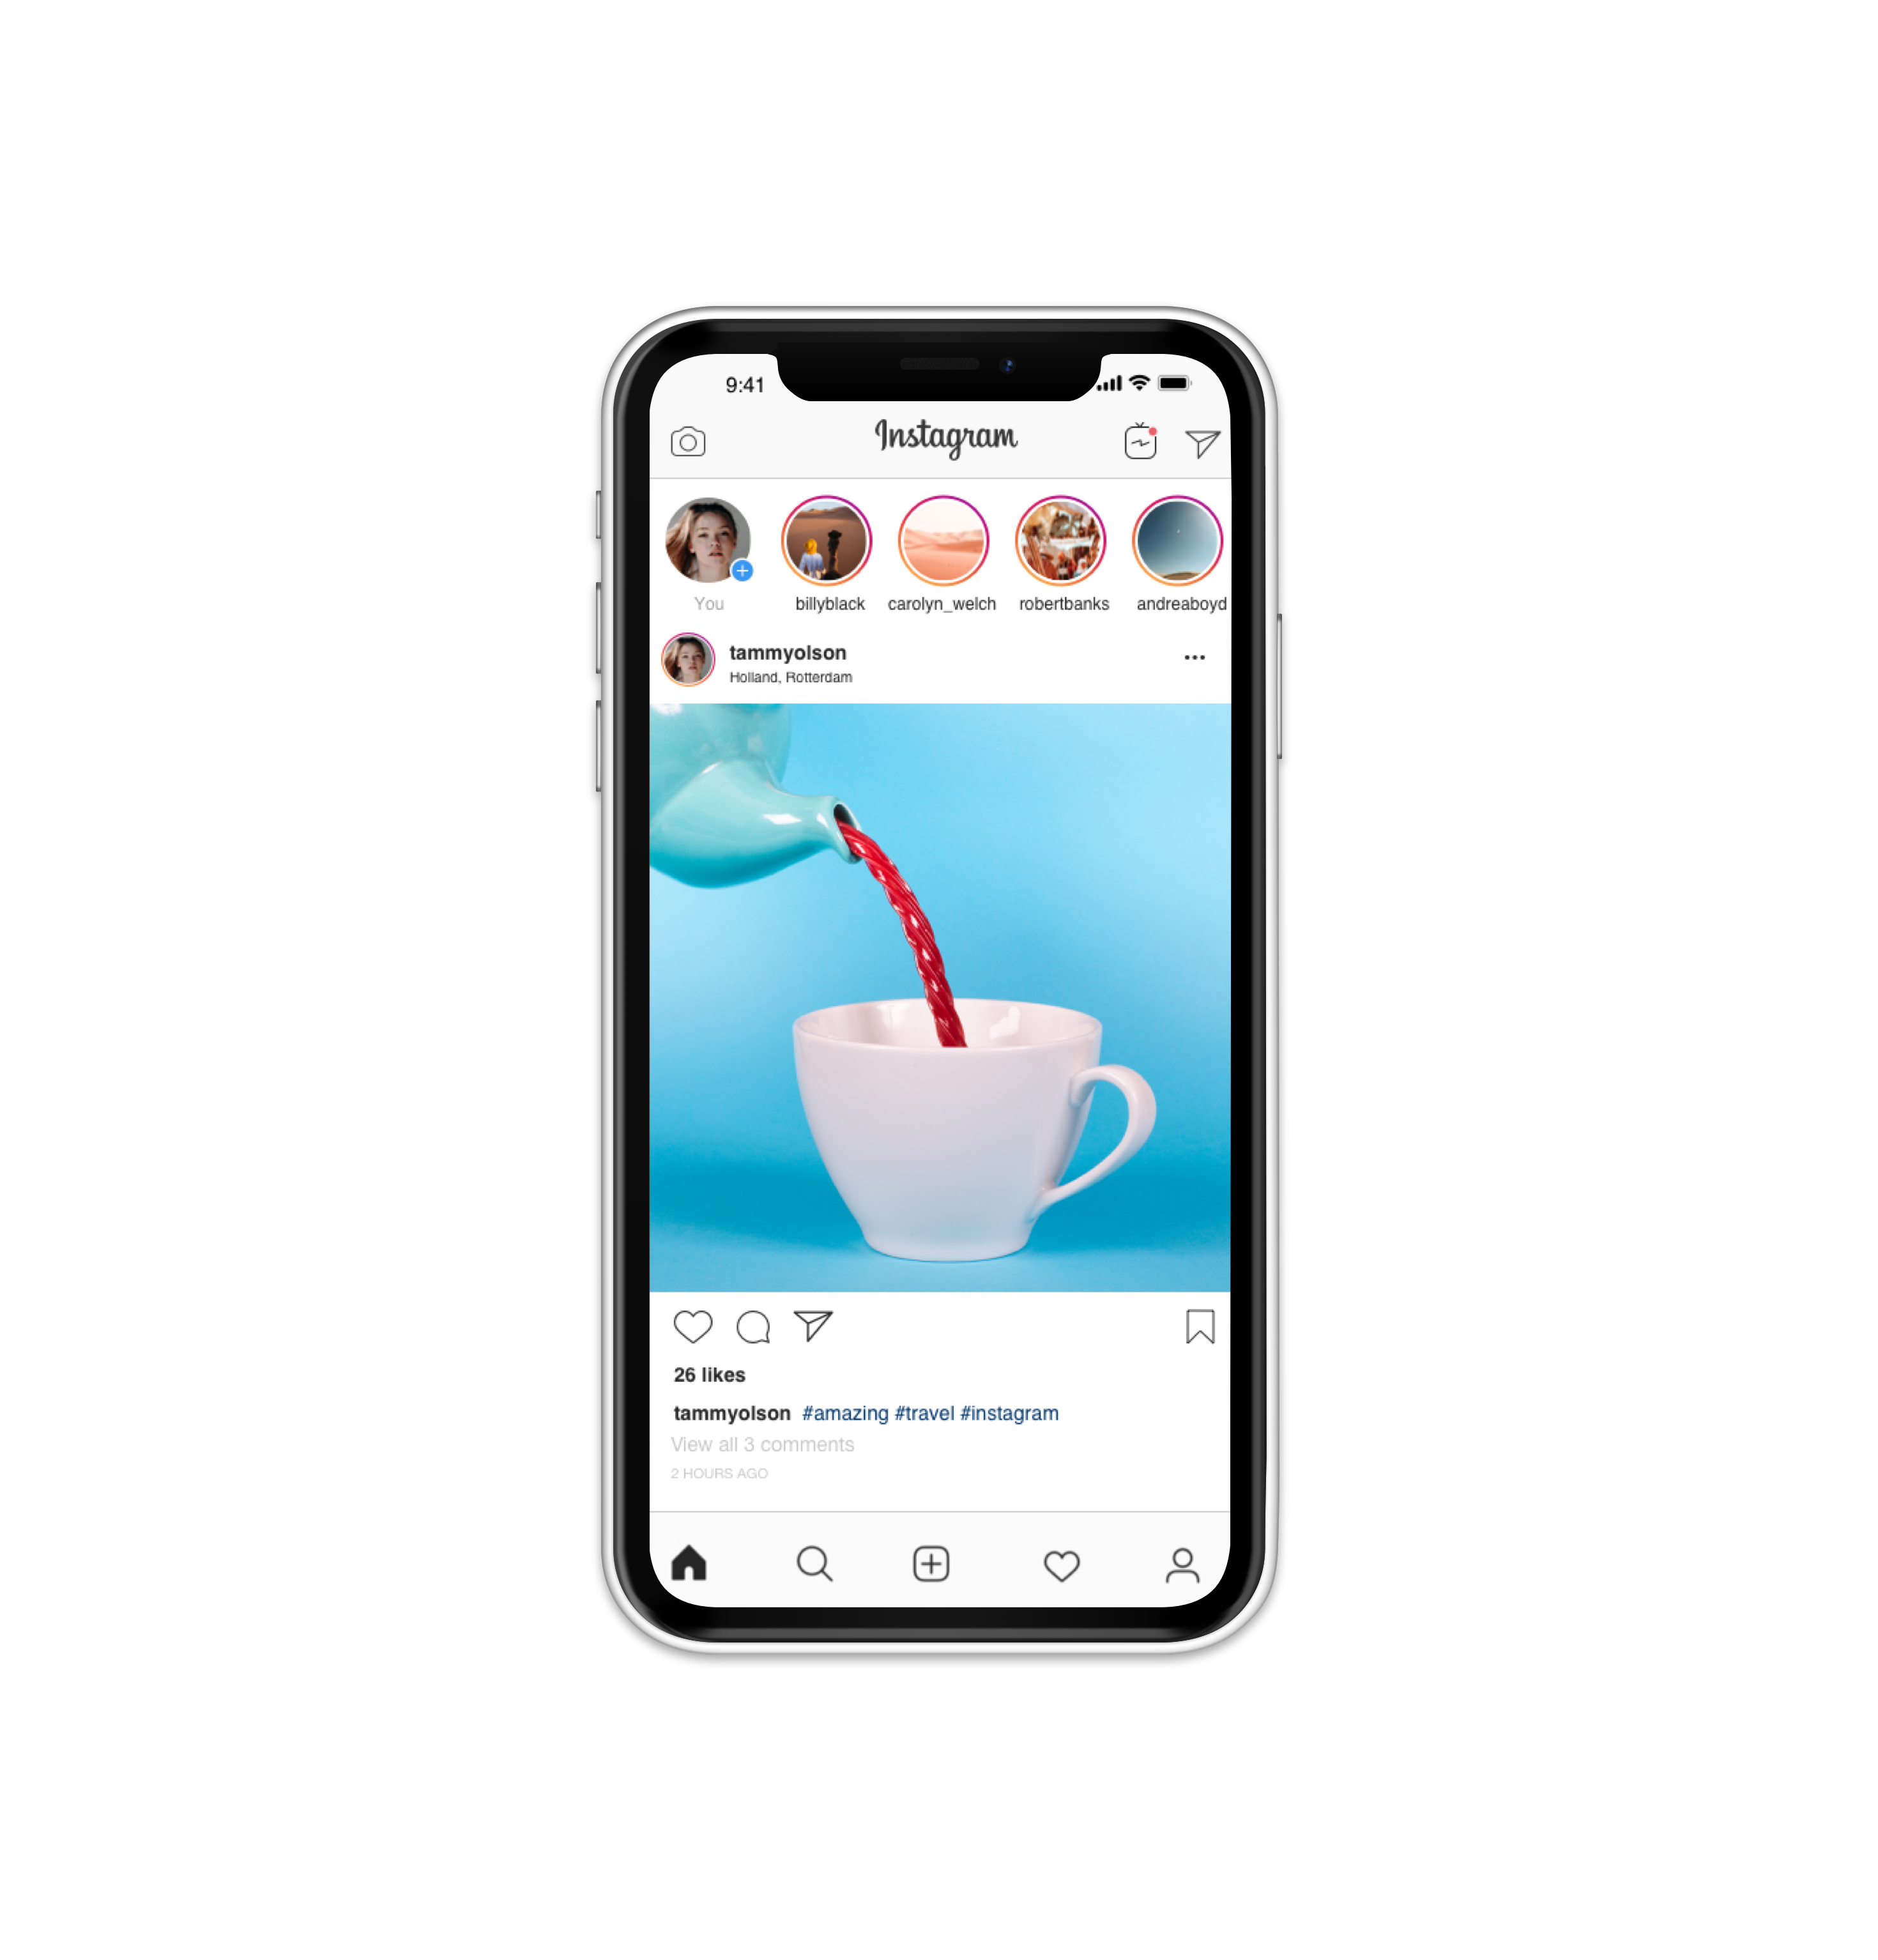 9:41
Instagram
You billyblack carolyn_welch robertbanks andreaboyd
tammyolson
Holland, Rotterdam
26 likes
tammyolson #amazing #travel #instagram
View all 3 comments
2 HOURS AGO